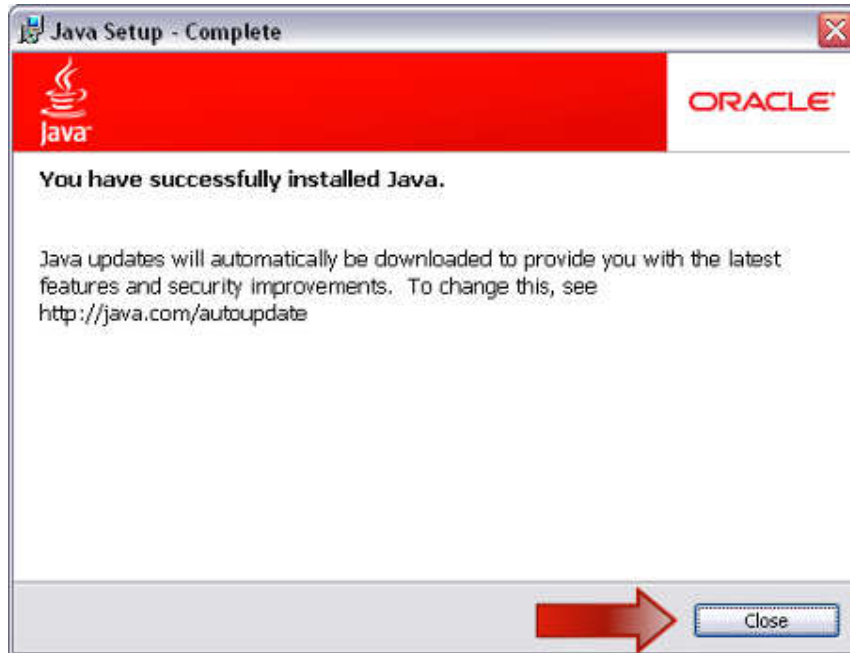 Java Setup - Complete
Java
ORACLE
You have successfully installed Java.
Java updates will automatically be downloaded to provide you with the latest
features and security improvements. To change this, see
http://java.com/autoupdate
Close